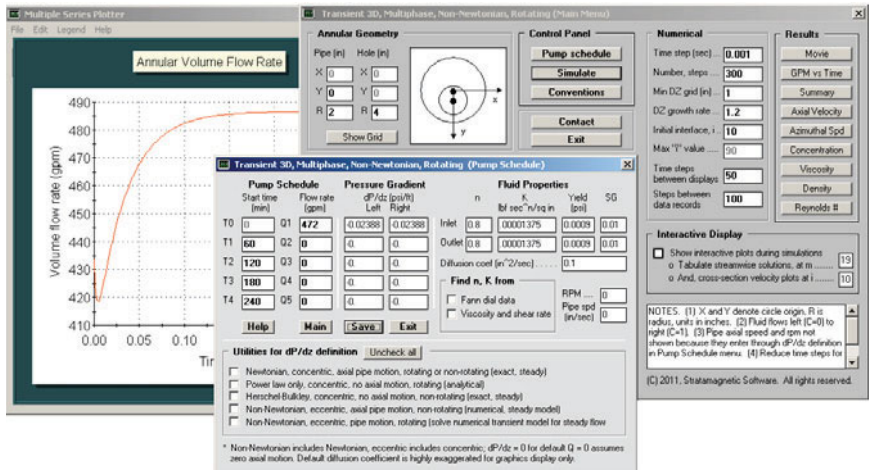 Multiple Series Plotter
File Edit Legend Help
Annular Volume Flow Rate
Volume flow rate (gpm)
490
480
470
460
450
440
430
420
410
0.00 0.05 0.10
Transient 3D, Multiphase, Non-Newtonian, Rotating (Main Menu)
Annular Geometry
Pipe (in) Hole (in)
X 0 X 0
Y 0 Y 0
R 2 R 4
Show Grid
x
y
Control Panel
Pump schedule
Simulate
Conventions
Contact
Exit
Numerical
Time step (sec) .. 0.001
Number, steps .... 300
Min DZ grid (in) .. 1
DZ growth rate ... 1.2
Initial interface, i .. 10
Max "i" value ..... 90
Time steps
between displays 50
Steps between
data records 100
Results
Movie
GPM vs Time
Summary
Axial Velocity
Azimuthal Spd
Concentration
Viscosity
Density
Reynolds #
Interactive Display
Show interactive plots during simulations
o Tabulate streamwise solutions, at m ........ 19
o And, cross-section velocity plots at i ........ 10
NOTES. (1) X and Y denote circle origin, R is
radius, units in inches. (2) Fluid flows left (C=0) to
right (C=1). (3) Pipe axial speed and rpm not
shown because they enter through dP/dz definition
in Pump Schedule menu. (4) Reduce time steps for
(C) 2011, Stratamagnetic Software. All rights reserved.
Transient 3D, Multiphase, Non-Newtonian, Rotating (Pump Schedule)
Pump Schedule Pressure Gradient Fluid Properties
Start time Flow rate dP/dz (psi/ft) n K Yield SG
(min) (gpm) Left Right lbf sec^n/sq in (psi)
T0 0 Q1 472 -0.02388 -0.02388 Inlet 0.8 .00001375 0.0009 0.01
T1 60 Q2 0 -0. -0. Outlet 0.8 .00001375 0.0009 0.01
T2 120 Q3 0 -0. -0. Diffusion coef (in^2/sec) ..... 0.1
T3 180 Q4 0 -0. -0.
T4 240 Q5 0 -0. -0.
Find n, K from
Fann dial data
Viscosity and shear rate
RPM .... 0
Pipe spd
(in/sec) 0
Help Main Save Exit
Utilities for dP/dz definition Uncheck all
Newtonian, concentric, axial pipe motion, rotating or non-rotating (exact, steady)
Power law only, concentric, no axial motion, rotating (analytical)
Herschel-Bulkley, concentric, no axial motion, non-rotating (exact, steady)
Non-Newtonian, eccentric, axial pipe motion, non-rotating (numerical, steady model)
Non-Newtonian, eccentric, pipe motion, rotating (solve numerical transient model for steady flow
* Non-Newtonian includes Newtonian, eccentric includes concentric; dP/dz = 0 for default Q = 0 assumes
zero axial motion. Default diffusion coefficient is highly exaggerated for graphics display only.